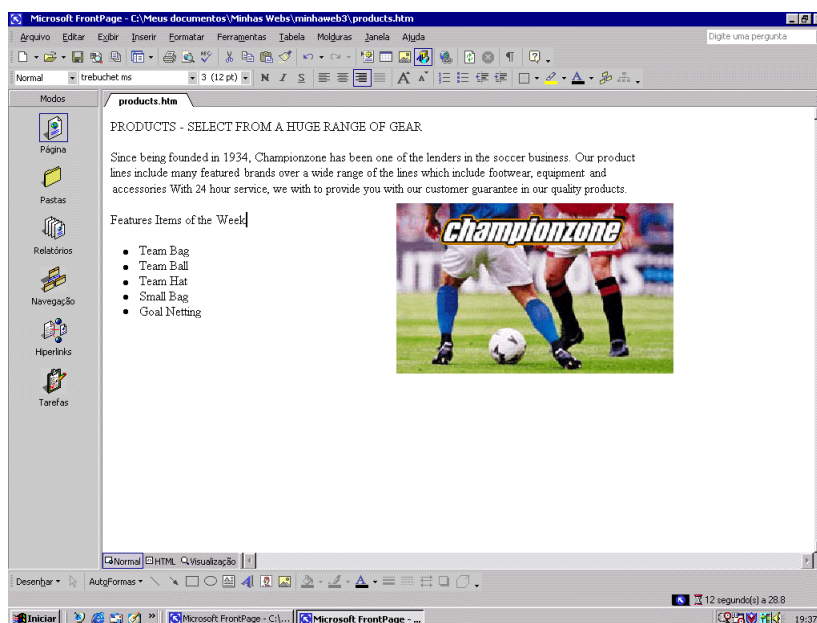 Microsoft FrontPage - C:\Meus documentos\Minhas Webs\minhaweb3\products.htm
Arquivo Editar Exibir Inserir Formatar Ferramentas Tabela Molduras Janela Ajuda Digite uma pergunta
Normal trebuchet ms 3 (12 pt) N I S
Modos
products.htm
Página
Pastas
Relatórios
Navegação
Hiperlinks
Tarefas
PRODUCTS - SELECT FROM A HUGE RANGE OF GEAR
Since being founded in 1934, Championzone has been one of the lenders in the soccer business. Our product
lines include many featured brands over a wide range of the lines which include footwear, equipment and
accessories With 24 hour service, we with to provide you with our customer guarantee in our quality products.
Features Items of the Week
Team Bag
Team Ball
Team Hat
Small Bag
Goal Netting
championzone
Normal HTML Visualização
Desenhar AutoFormas
12 segundo(s) a 28.8
Iniciar » Microsoft FrontPage - C:\... Microsoft FrontPage - ... 19:37